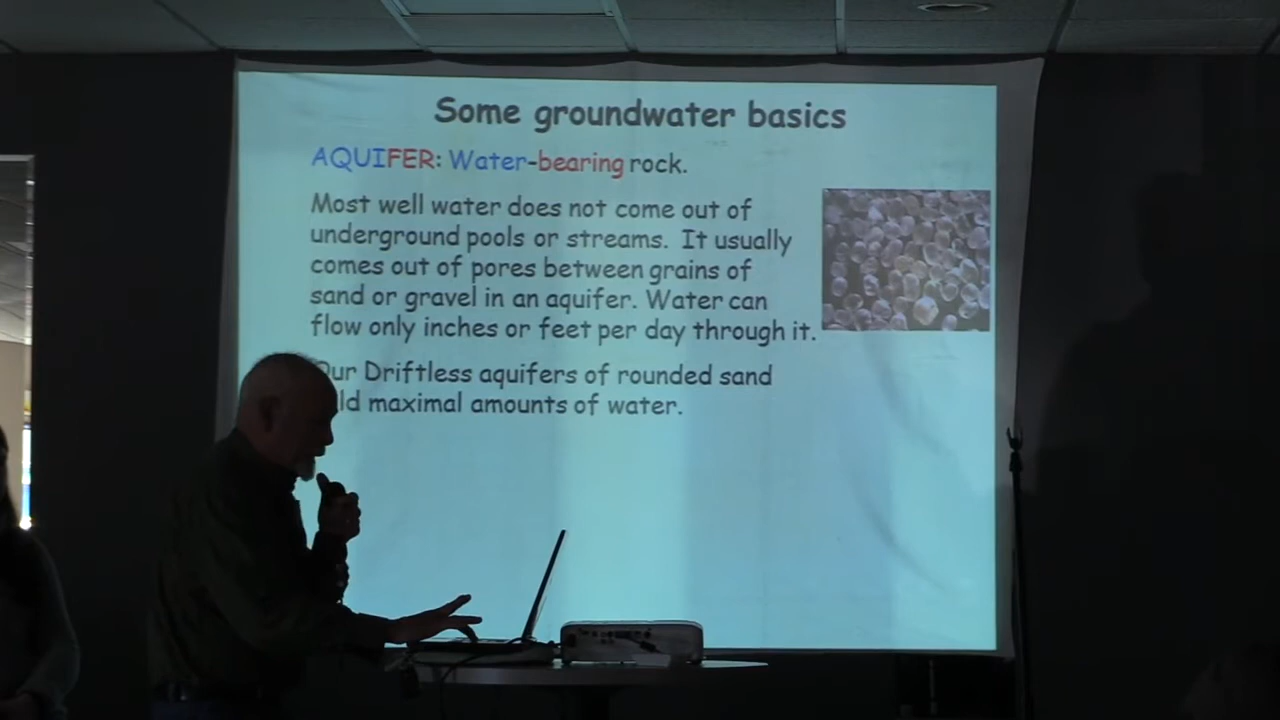 Some groundwater basics
AQUIFER: Water-bearing rock.
Most well water does not come out of
underground pools or streams. It usually
comes out of pores between grains of
sand or gravel in an aquifer. Water can
flow only inches or feet per day through it.
Driftless aquifers of rounded sand
maximal amounts of water.